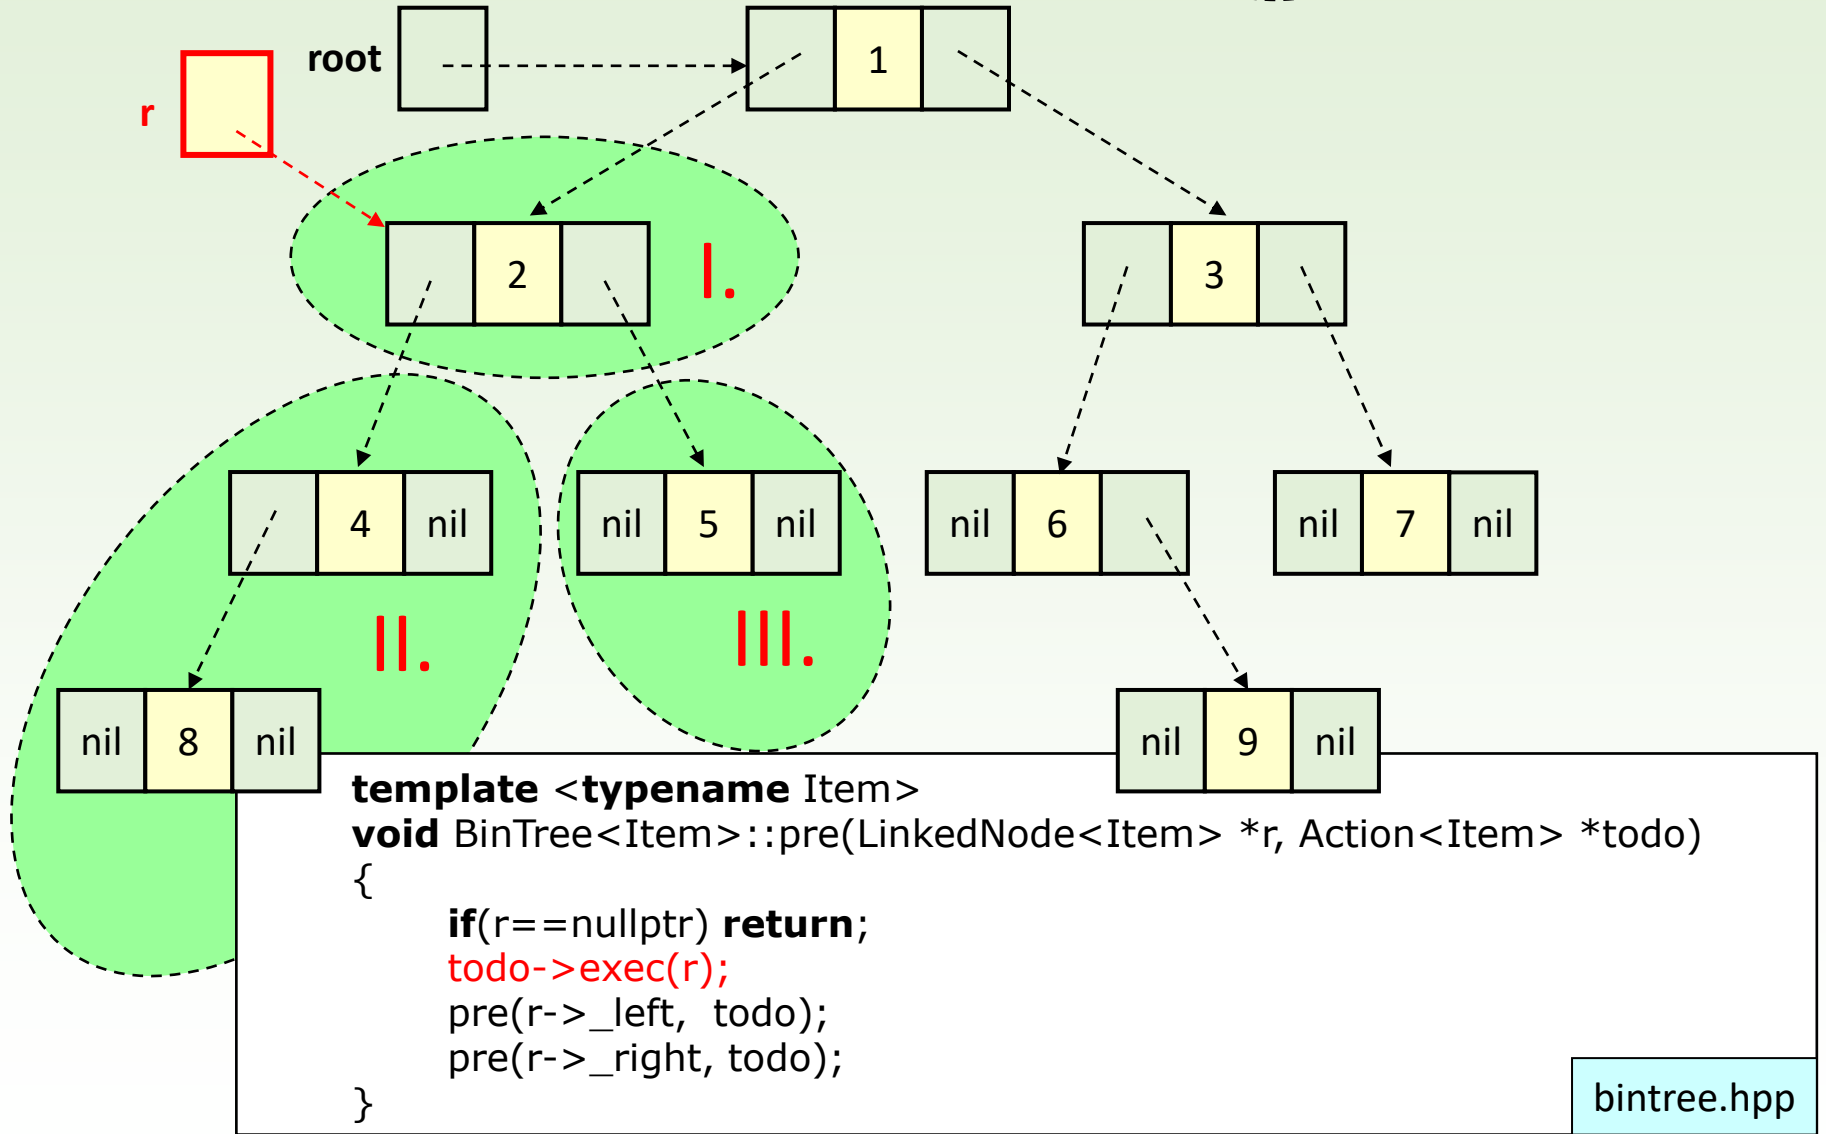 root
1
r
2
I.
3
4
nil
nil
5
nil
nil
6
nil
7
nil
II.
III.
nil
8
nil
nil
9
nil
template <typename Item>
void BinTree<Item>::pre(LinkedNode<Item> *r, Action<Item> *todo)
{
if(r==nullptr) return;
todo->exec(r);
pre(r->_left, todo);
pre(r->_right, todo);
}
bintree.hpp